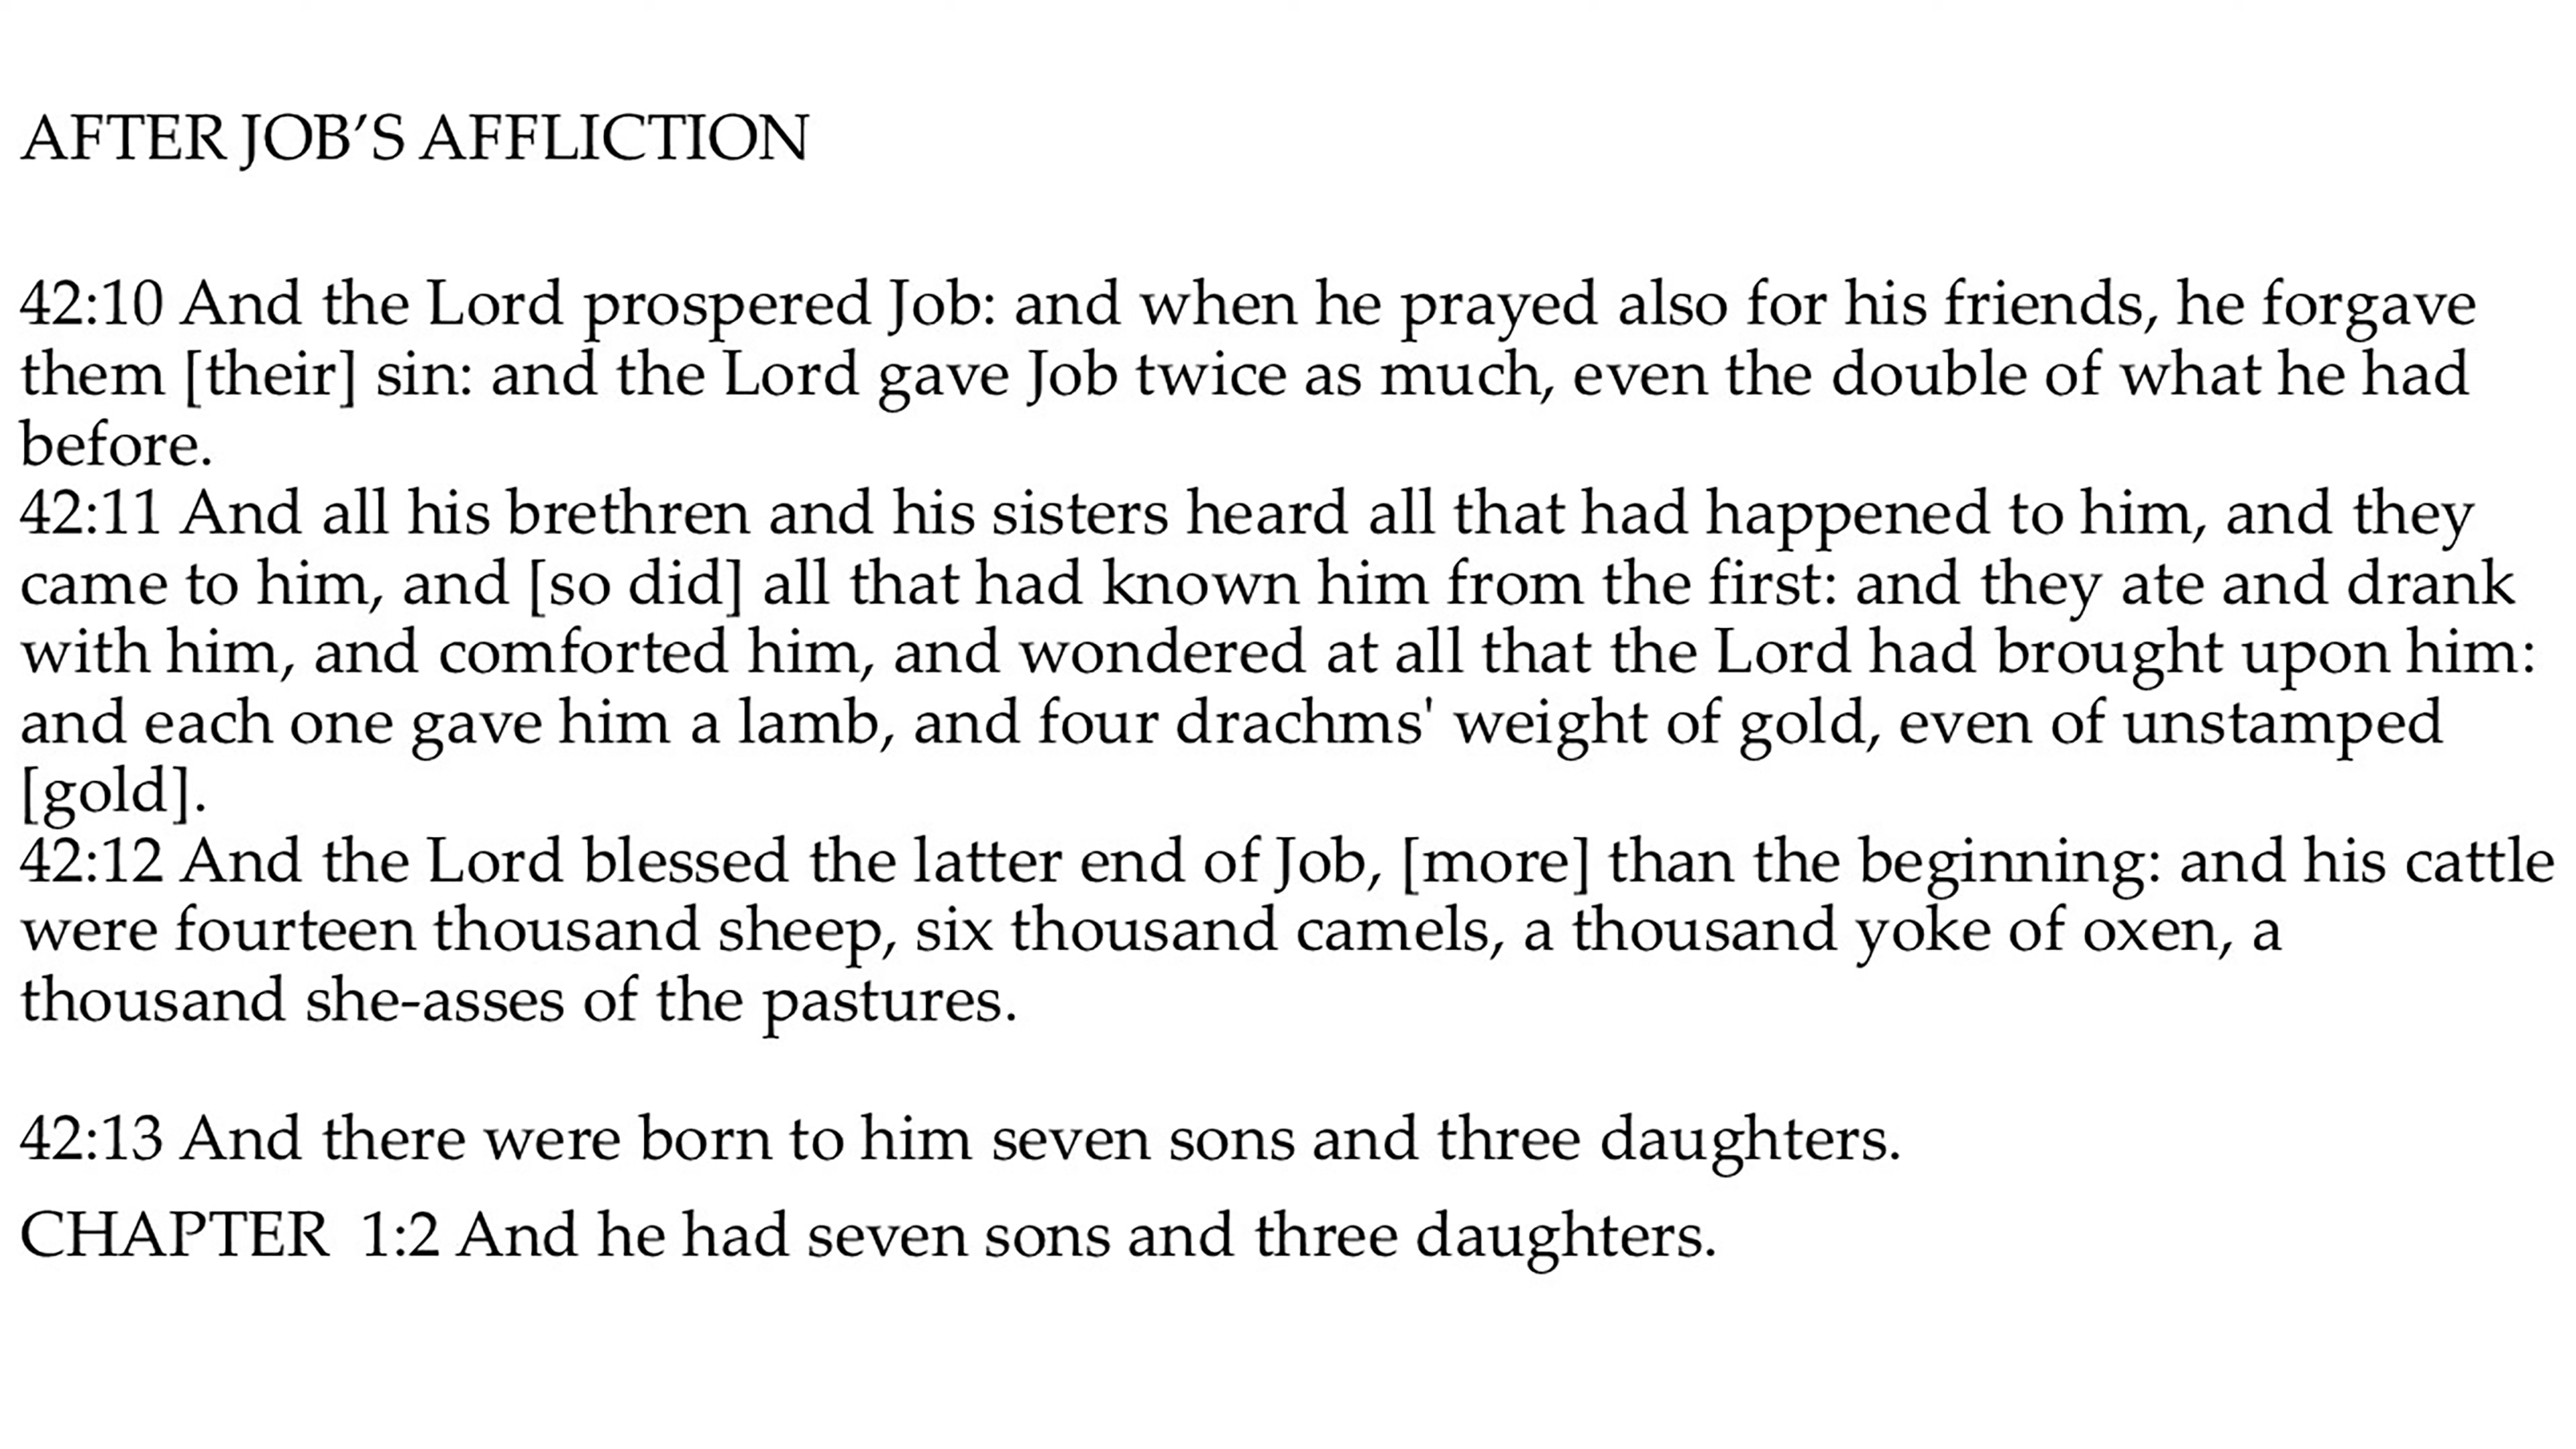 AFTER JOB’S AFFLICTION
42:10 And the Lord prospered Job: and when he prayed also for his friends, he forgave
them [their] sin: and the Lord gave Job twice as much, even the double of what he had
before.
42:11 And all his brethren and his sisters heard all that had happened to him, and they
came to him, and [so did] all that had known him from the first: and they ate and drank
with him, and comforted him, and wondered at all that the Lord had brought upon him:
and each one gave him a lamb, and four drachms' weight of gold, even of unstamped
[gold].
42:12 And the Lord blessed the latter end of Job, [more] than the beginning: and his cattle
were fourteen thousand sheep, six thousand camels, a thousand yoke of oxen, a
thousand she-asses of the pastures.
42:13 And there were born to him seven sons and three daughters.
CHAPTER 1:2 And he had seven sons and three daughters.